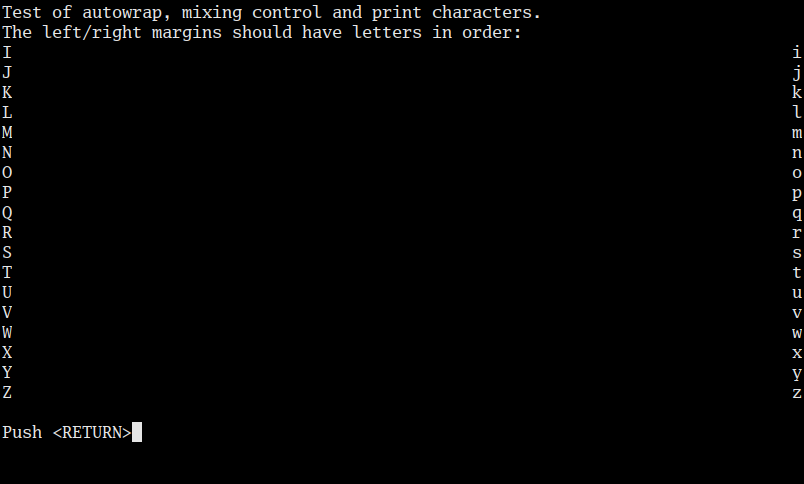 Test of autowrap, mixing control and print characters.
The left/right margins should have letters in order:
I i
J j
K k
L l
M m
N n
O o
P p
Q q
R r
S s
T t
U u
V v
W w
X x
Y y
Z z
Push <RETURN>